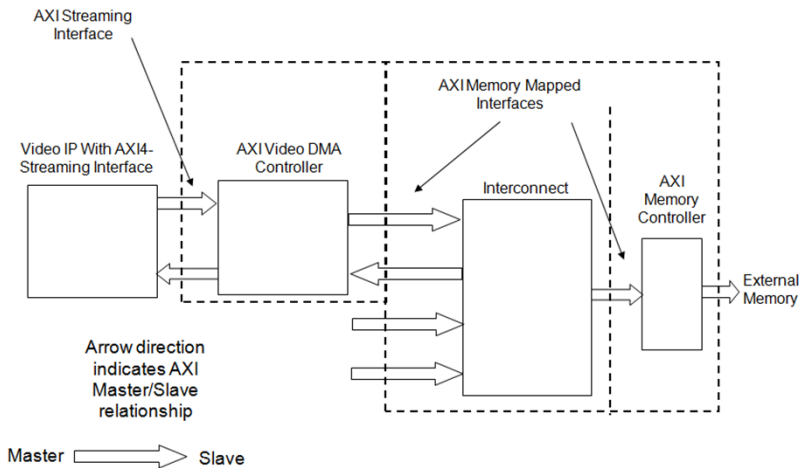 AXI Streaming
Interface
AXI Memory Mapped
Interfaces
Video IP With AXI4-
Streaming Interface
AXI Video DMA
Controller
Interconnect
AXI
Memory
Controller
External
Memory
Arrow direction
indicates AXI
Master/Slave
relationship
Master
Slave